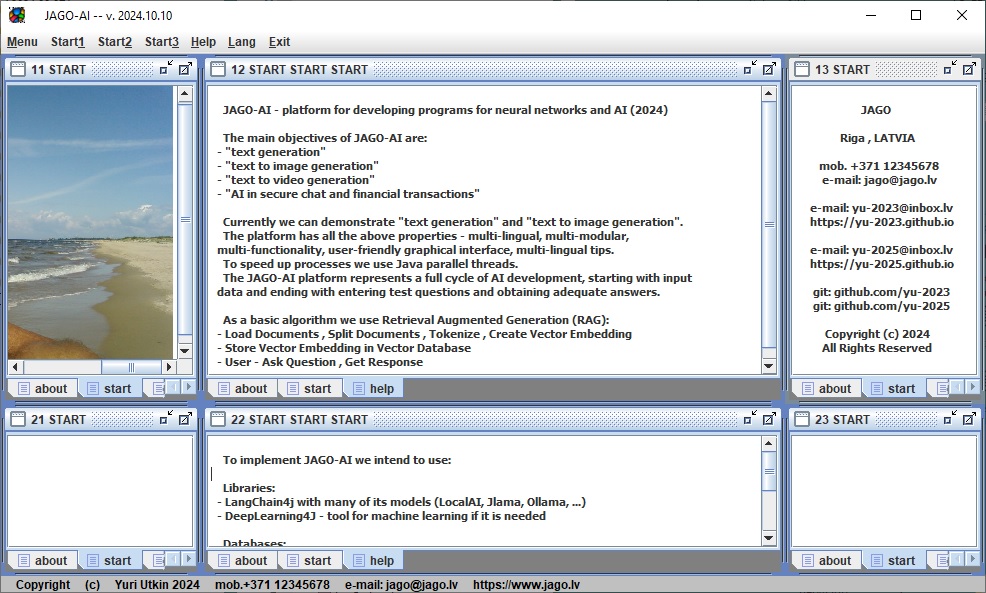 JAGO-AI -- v. 2024.10.10
Menu Start1 Start2 Start3 Help Lang Exit
11 START
about start
12 START START START
JAGO-AI - platform for developing programs for neural networks and AI (2024)
The main objectives of JAGO-AI are:
- "text generation"
- "text to image generation"
- "text to video generation"
- "AI in secure chat and financial transactions"
Currently we can demonstrate "text generation" and "text to image generation".
The platform has all the above properties - multi-lingual, multi-modular,
multi-functionality, user-friendly graphical interface, multi-lingual tips.
To speed up processes we use Java parallel threads.
The JAGO-AI platform represents a full cycle of AI development, starting with input
data and ending with entering test questions and obtaining adequate answers.
As a basic algorithm we use Retrieval Augmented Generation (RAG):
- Load Documents , Split Documents , Tokenize , Create Vector Embedding
- Store Vector Embedding in Vector Database
- User - Ask Question , Get Response
about start help
13 START
JAGO
Riga , LATVIA
mob. +371 12345678
e-mail: jago@jago.lv
e-mail: yu-2023@inbox.lv
https://yu-2023.github.io
e-mail: yu-2025@inbox.lv
https://yu-2025.github.io
git: github.com/yu-2023
git: github.com/yu-2025
Copyright (c) 2024
All Rights Reserved
about start
21 START
about start
22 START START START
To implement JAGO-AI we intend to use:
Libraries:
- LangChain4j with many of its models (LocalAI, Jlama, Ollama, ...)
- DeepLearning4J - tool for machine learning if it is needed
Databases:
about start help
23 START
about start
Copyright (c) Yuri Utkin 2024 mob.+371 12345678 e-mail: jago@jago.lv https://www.jago.lv